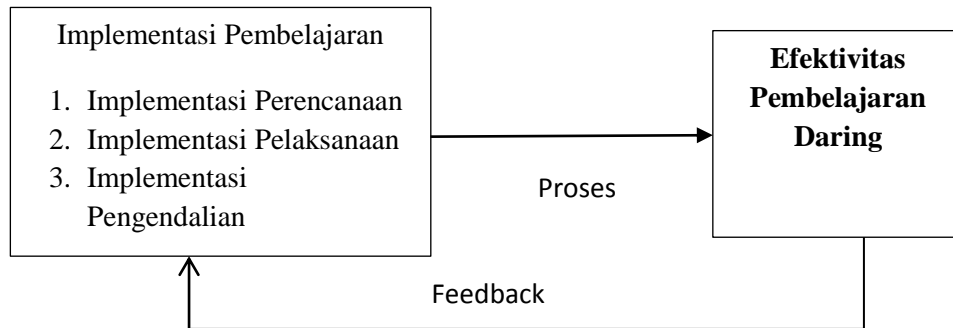 Implementasi Pembelajaran
1. Implementasi Perencanaan
2. Implementasi Pelaksanaan
3. Implementasi
Pengendalian
Proses
Efektivitas
Pembelajaran
Daring
Feedback